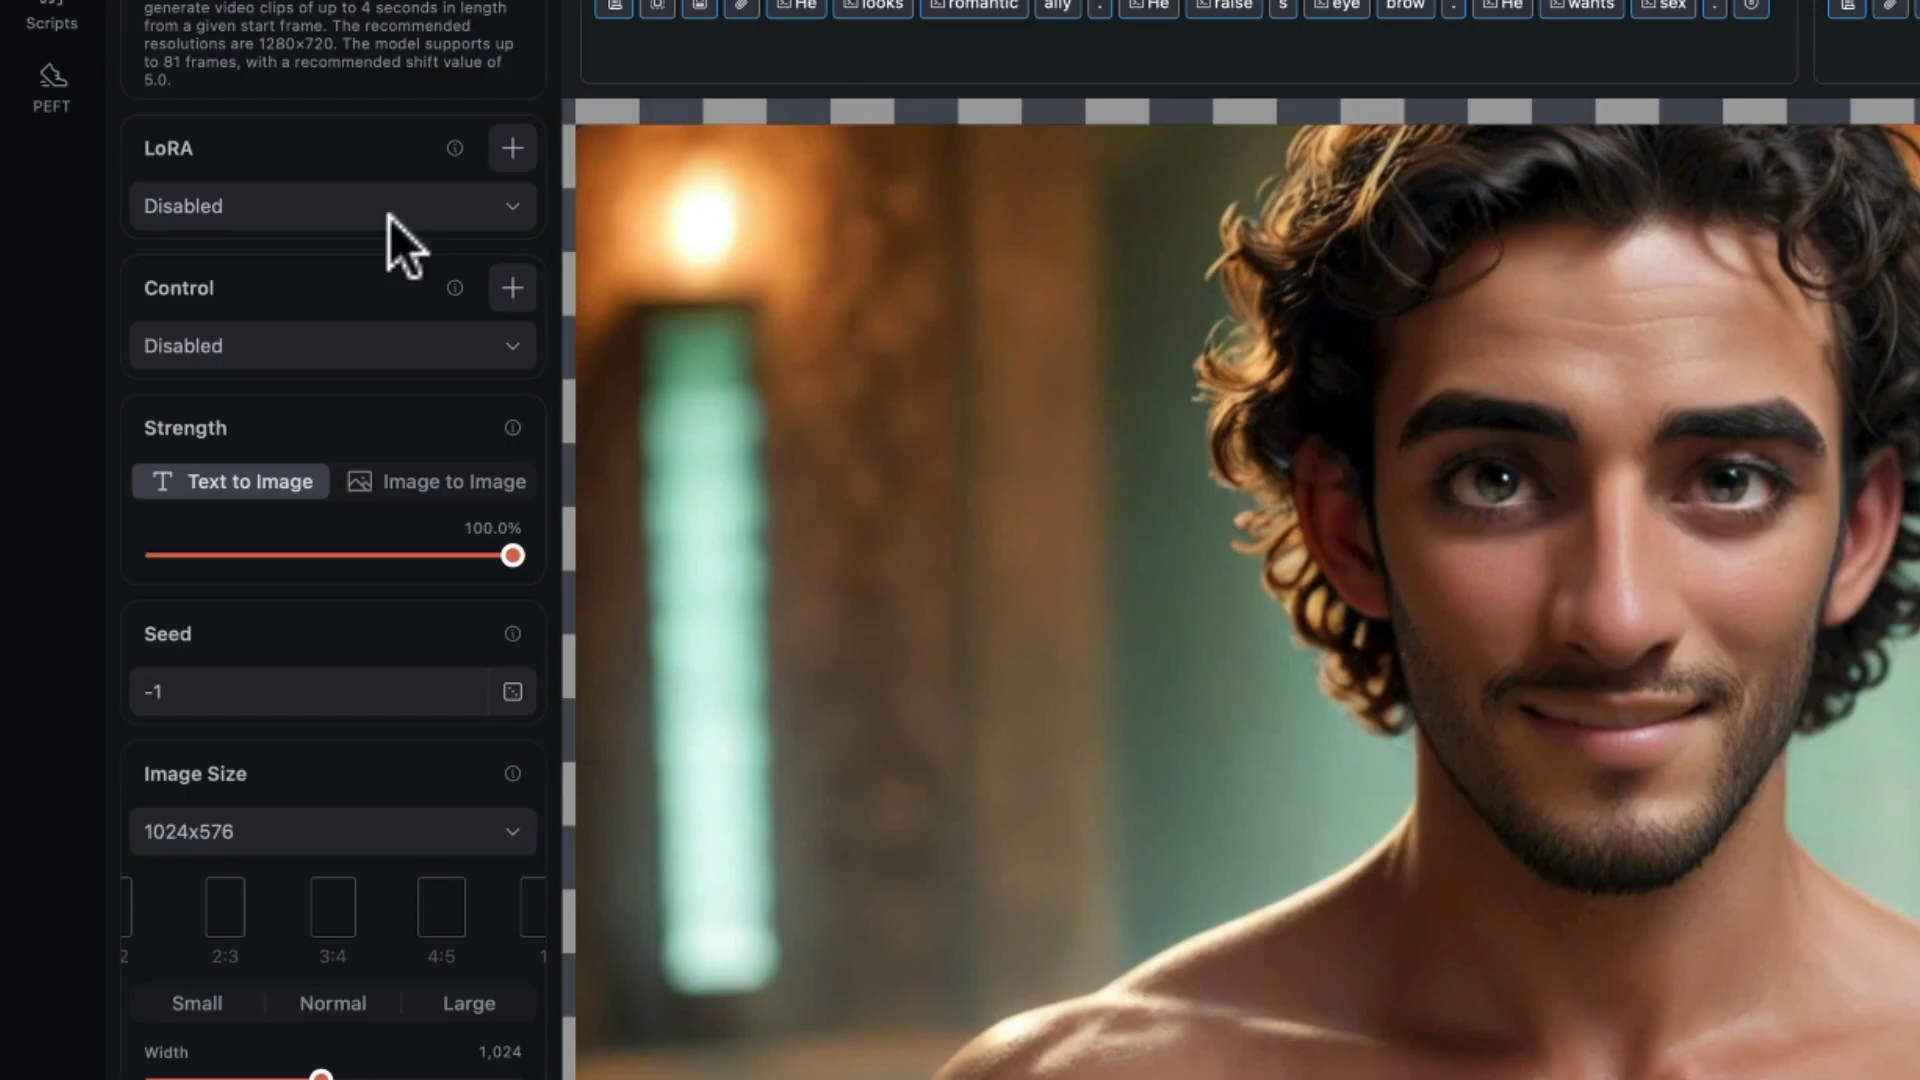 He looks romantic ally . He raise s eye brow . He wants sex .
Scripts
PEFT
generate video clips of up to 4 seconds in length
from a given start frame. The recommended
resolutions are 1280×720. The model supports up
to 81 frames, with a recommended shift value of
5.0.
LoRA
Disabled
Control
Disabled
Strength
Text to Image Image to Image
100.0%
Seed
-1
Image Size
1024x576
2 2:3 3:4 4:5 1
Small Normal Large
Width 1,024